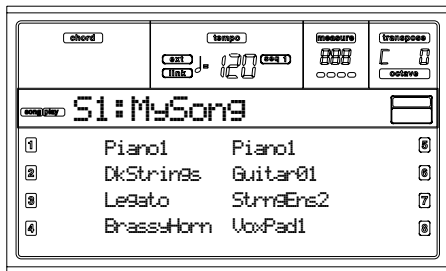 chord tempo measure transpose
ext link ♩= 120 seq 1 888 C 0
octave
song play S1:MySong
1 Piano1 Piano1 5
2 DkStrings Guitar01 6
3 Legato StrngEns2 7
4 BrassyHorn VoxPad1 8